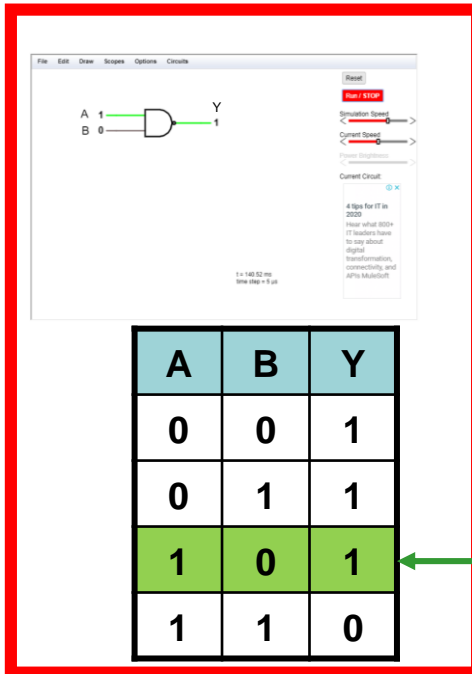 File Edit Draw Scopes Options Circuits
Reset
Run / STOP
Simulation Speed
Current Speed
Power Brightness
Current Circuit:
A 1
Y
1
B 0
4 tips for IT in
2020
Hear what 800+
IT leaders have
to say about
digital
transformation,
connectivity, and
APIs MuleSoft
t = 140.52 ms
time step = 5 µs
A B Y
0 0 1
0 1 1
1 0 1
1 1 0